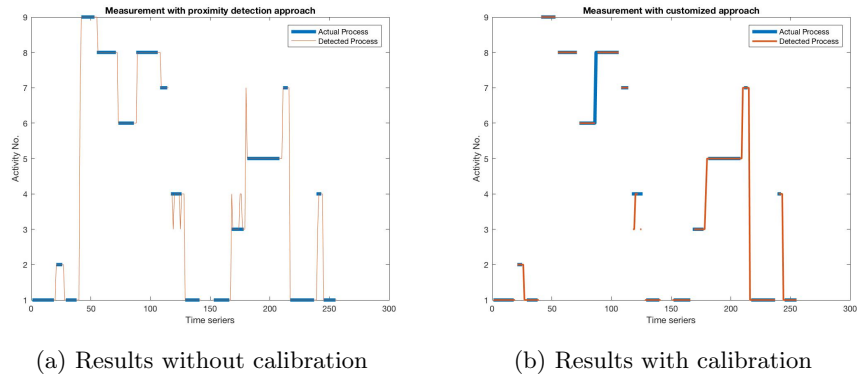 Measurement with proximity detection approach
Actual Process
Detected Process
9
8
7
6
5
4
3
2
1
Activity No.
0 50 100 150 200 250 300
Time seriers
(a) Results without calibration
Measurement with customized approach
Actual Process
Detected Process
9
8
7
6
5
4
3
2
1
Activity No.
0 50 100 150 200 250 300
Time seriers
(b) Results with calibration